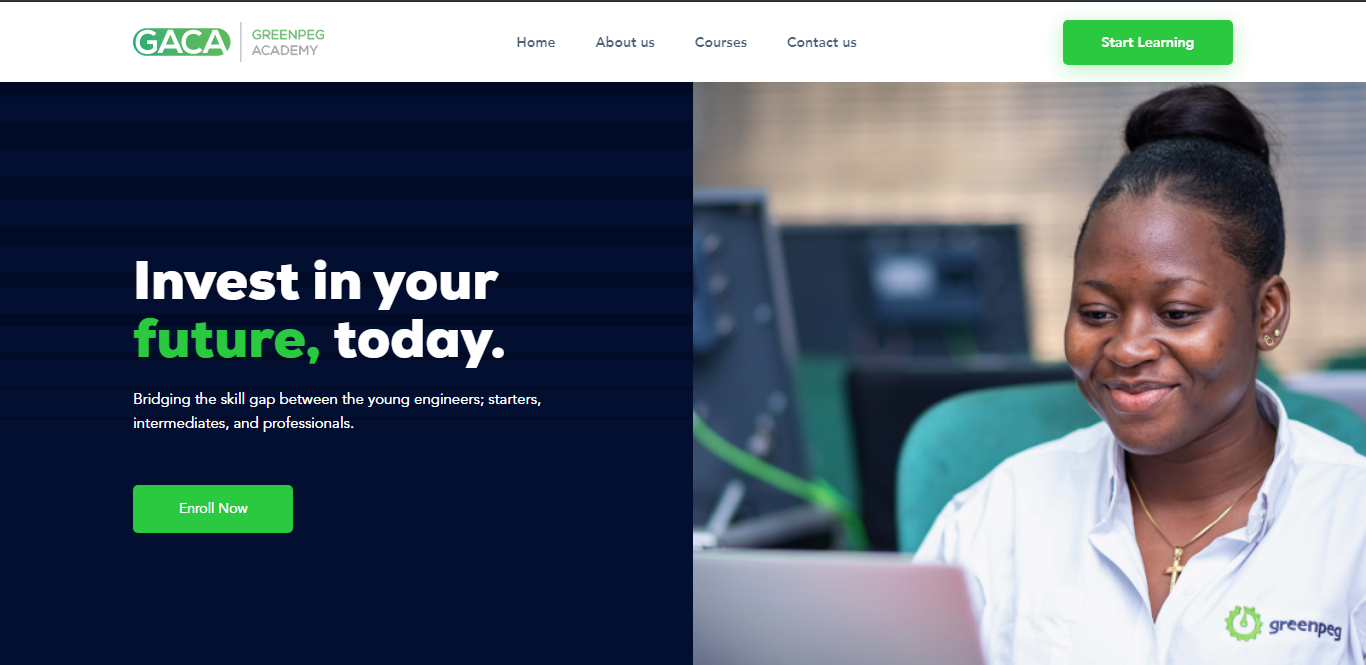 GACA
GREENPEG
ACADEMY
Home
About us
Courses
Contact us
Start Learning
Invest in your
future, today.
Bridging the skill gap between the young engineers; starters,
intermediates, and professionals.
Enroll Now
greenpeg